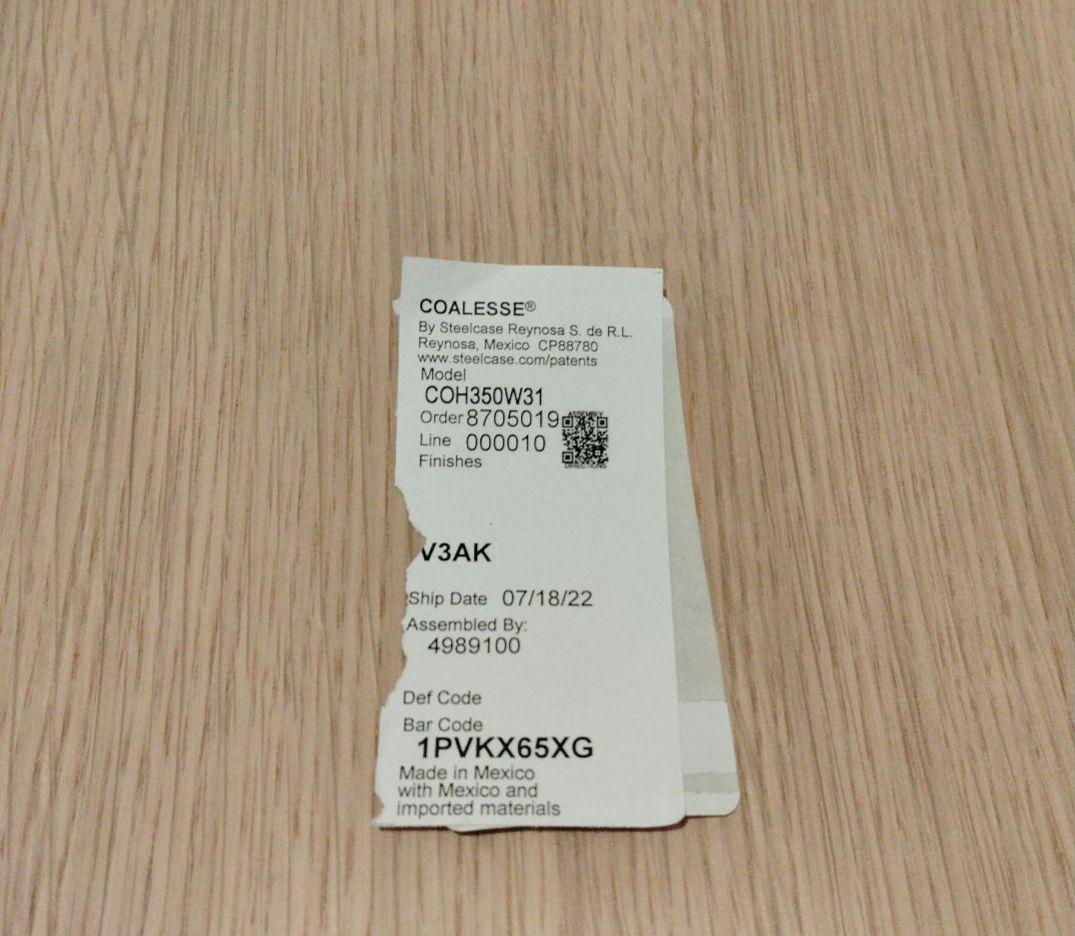 COALESSE®
By Steelcase Reynosa S. de R.L.
Reynosa, Mexico CP88780
www.steelcase.com/patents
Model
COH350W31
Order 8705019
ASSEMBLY
DIRECTIONS
Line 000010
Finishes
V3AK
Ship Date 07/18/22
Assembled By:
4989100
Def Code
Bar Code
1PVKX65XG
Made in Mexico
with Mexico and
imported materials